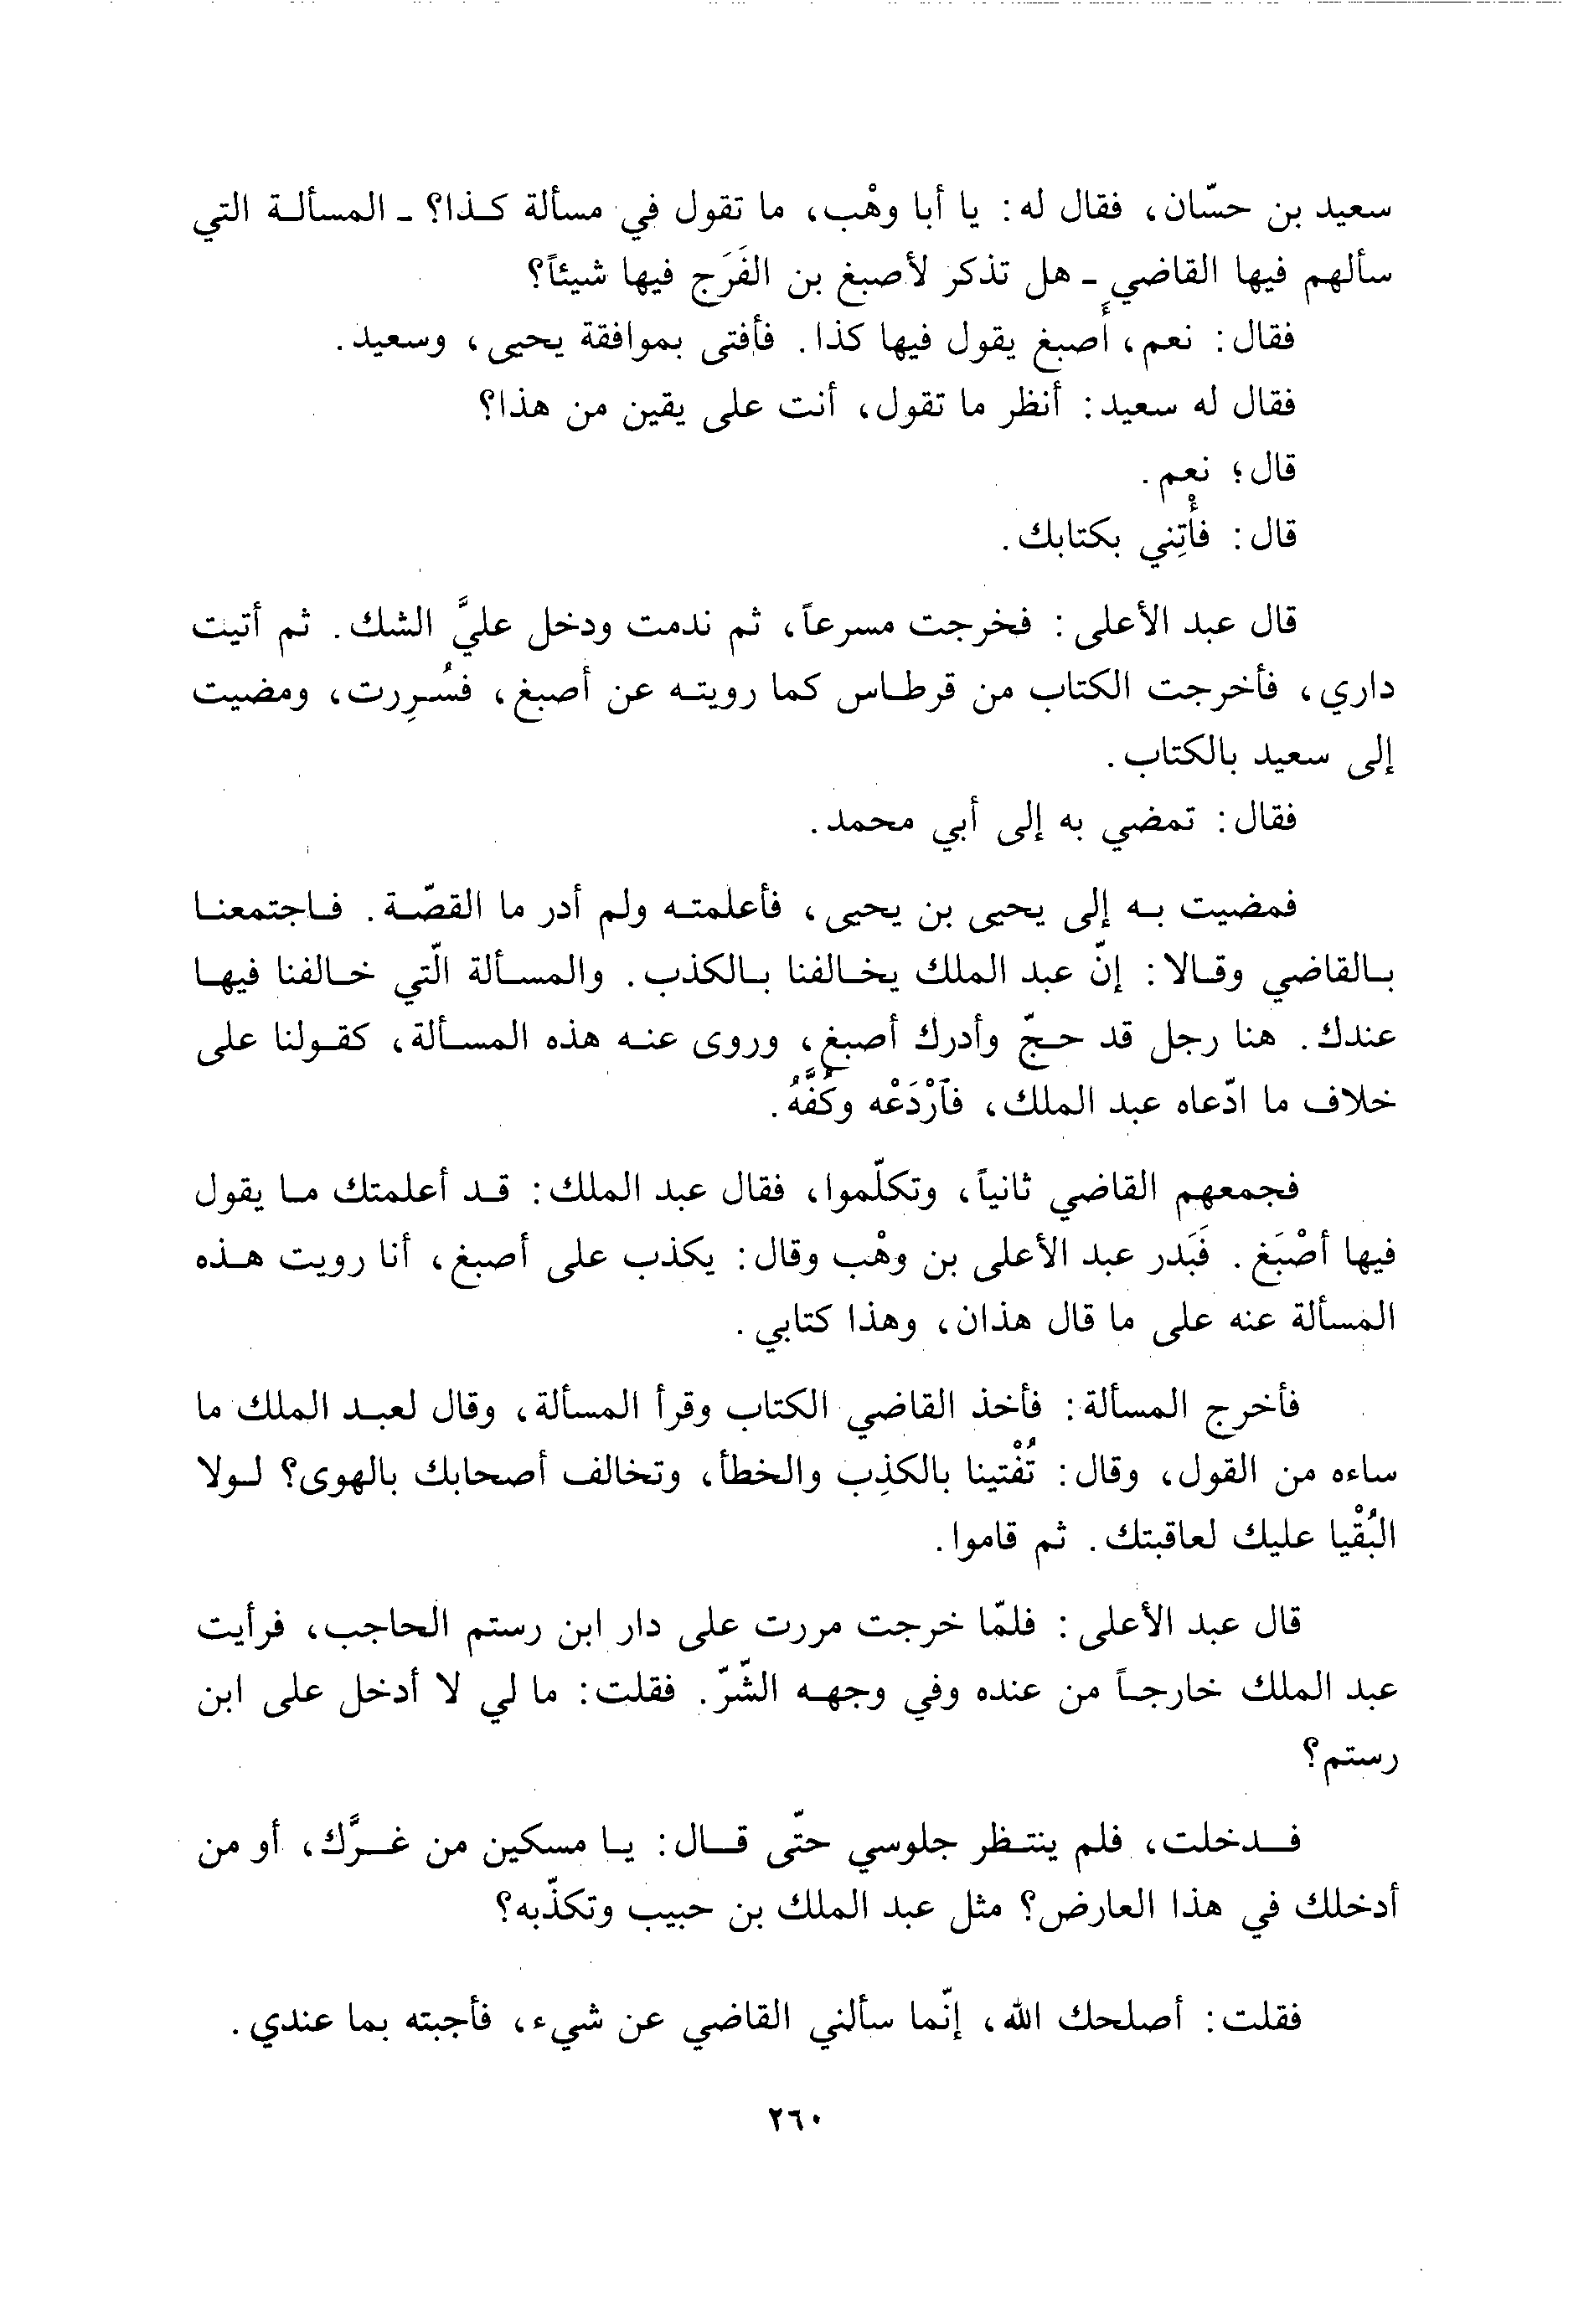 سعيد بن حسّان، فقال له: يا أبا وهْب، ما تقول في مسألة كذا؟ - المسألة التي
سألهم فيها القاضي - هل تذكر لأصبغ بن الفَرَج فيها شيئاً؟
فقال: نعم، أَصبغ يقول فيها كذا. فأفتى بموافقة يحيى، وسعيد.
فقال له سعيد: أنظر ما تقول، أنت على يقين من هذا؟
قال؛ نعم.
قال: فأْتِني بكتابك.
قال عبد الأعلى: فخرجت مسرعاً، ثم ندمت ودخل عليَّ الشك. ثم أتيت
داري، فأخرجت الكتاب من قرطاس كما رويته عن أصبغ، فسُرِرت، ومضيت
إلى سعيد بالكتاب.
فقال: تمضي به إلى أبي محمد.
فمضيت به إلى يحيى بن يحيى، فأعلمته ولم أدر ما القصّة. فاجتمعنا
بالقاضي وقالا: إنّ عبد الملك يخالفنا بالكذب. والمسألة الّتي خالفنا فيها
عندك. هنا رجل قد حجّ وأدرك أصبغ، وروى عنه هذه المسألة، كقولنا على
خلاف ما ادّعاه عبد الملك، فآرْدَعْه وكُفَّهُ.
فجمعهم القاضي ثانياً، وتكلّموا، فقال عبد الملك: قد أعلمتك ما يقول
فيها أصْبَغ. فَبَدر عبد الأعلى بن وهْب وقال: يكذب على أصبغ، أنا رويت هذه
المسألة عنه على ما قال هذان، وهذا كتابي.
فأخرج المسألة: فأخذ القاضي الكتاب وقرأ المسألة، وقال لعبد الملك ما
ساءه من القول، وقال: تُفْتينا بالكذِب والخطأ، وتخالف أصحابك بالهوى؟ لولا
البُقْيا عليك لعاقبتك. ثم قاموا.
قال عبد الأعلى: فلمّا خرجت مررت على دار ابن رستم الحاجب، فرأيت
عبد الملك خارجاً من عنده وفي وجهه الشّرّ. فقلت: ما لي لا أدخل على ابن
رستم؟
فدخلت، فلم ينتظر جلوسي حتّى قال: يا مسكين من غرَّك، أو من
أدخلك في هذا العارض؟ مثل عبد الملك بن حبيب وتكذّبه؟
فقلت: أصلحك الله، إنّما سألني القاضي عن شيء، فأجبته بما عندي.
٢٦٠